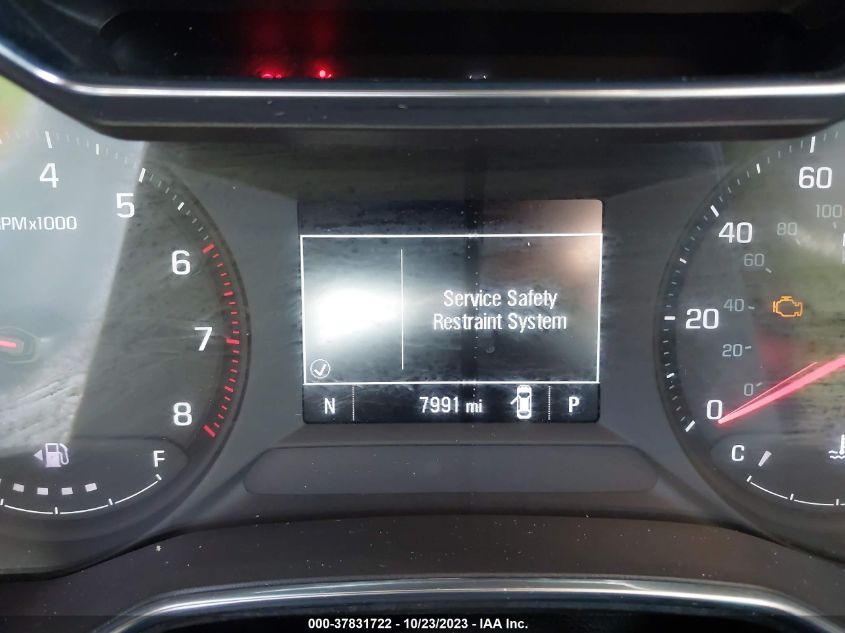 4
5
PMx1000
6
7
8
F
Service Safety
Restraint System
N
7991 mi
P
60
100
40
80
60
20
40
20
0
0
C
000-37831722 - 10/23/2023 - IAA Inc.